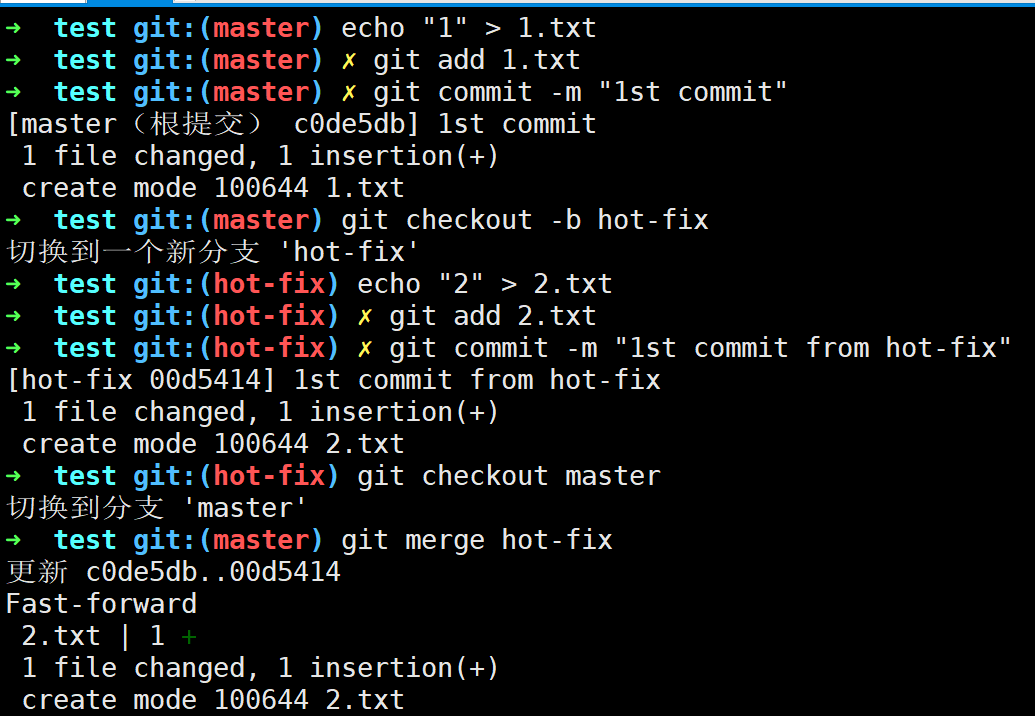 ➜  test git:(master) echo "1" > 1.txt
➜  test git:(master) ✗ git add 1.txt
➜  test git:(master) ✗ git commit -m "1st commit"
[master（根提交） c0de5db] 1st commit
 1 file changed, 1 insertion(+)
 create mode 100644 1.txt
➜  test git:(master) git checkout -b hot-fix
切换到一个新分支 'hot-fix'
➜  test git:(hot-fix) echo "2" > 2.txt
➜  test git:(hot-fix) ✗ git add 2.txt
➜  test git:(hot-fix) ✗ git commit -m "1st commit from hot-fix"
[hot-fix 00d5414] 1st commit from hot-fix
 1 file changed, 1 insertion(+)
 create mode 100644 2.txt
➜  test git:(hot-fix) git checkout master
切换到分支 'master'
➜  test git:(master) git merge hot-fix
更新 c0de5db..00d5414
Fast-forward
 2.txt | 1 +
 1 file changed, 1 insertion(+)
 create mode 100644 2.txt